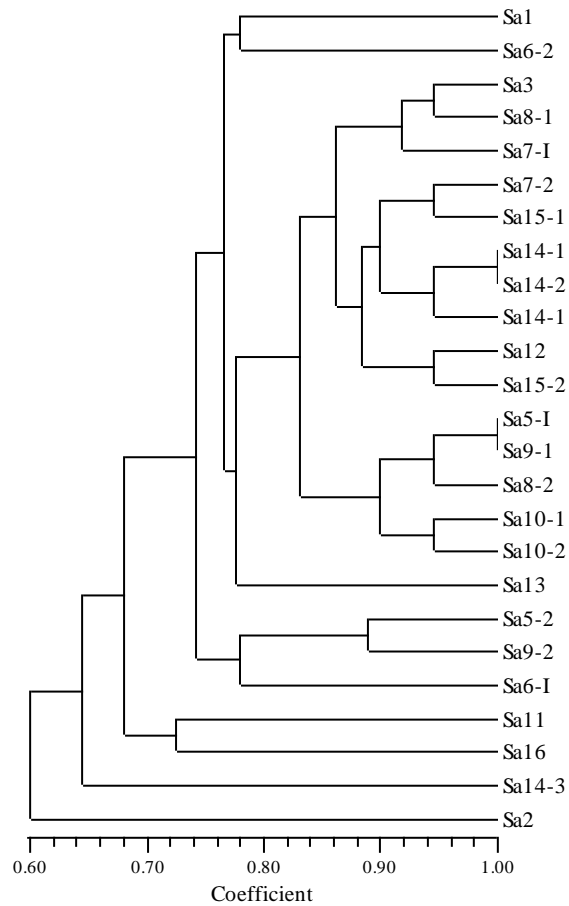 Sa1
Sa6-2
Sa3
Sa8-1
Sa7-I
Sa7-2
Sa15-1
Sa14-1
Sa14-2
Sa14-1
Sa12
Sa15-2
Sa5-I
Sa9-1
Sa8-2
Sa10-1
Sa10-2
Sa13
Sa5-2
Sa9-2
Sa6-I
Sa11
Sa16
Sa14-3
Sa2
0.60 0.70 0.80 0.90 1.00
Coefficient